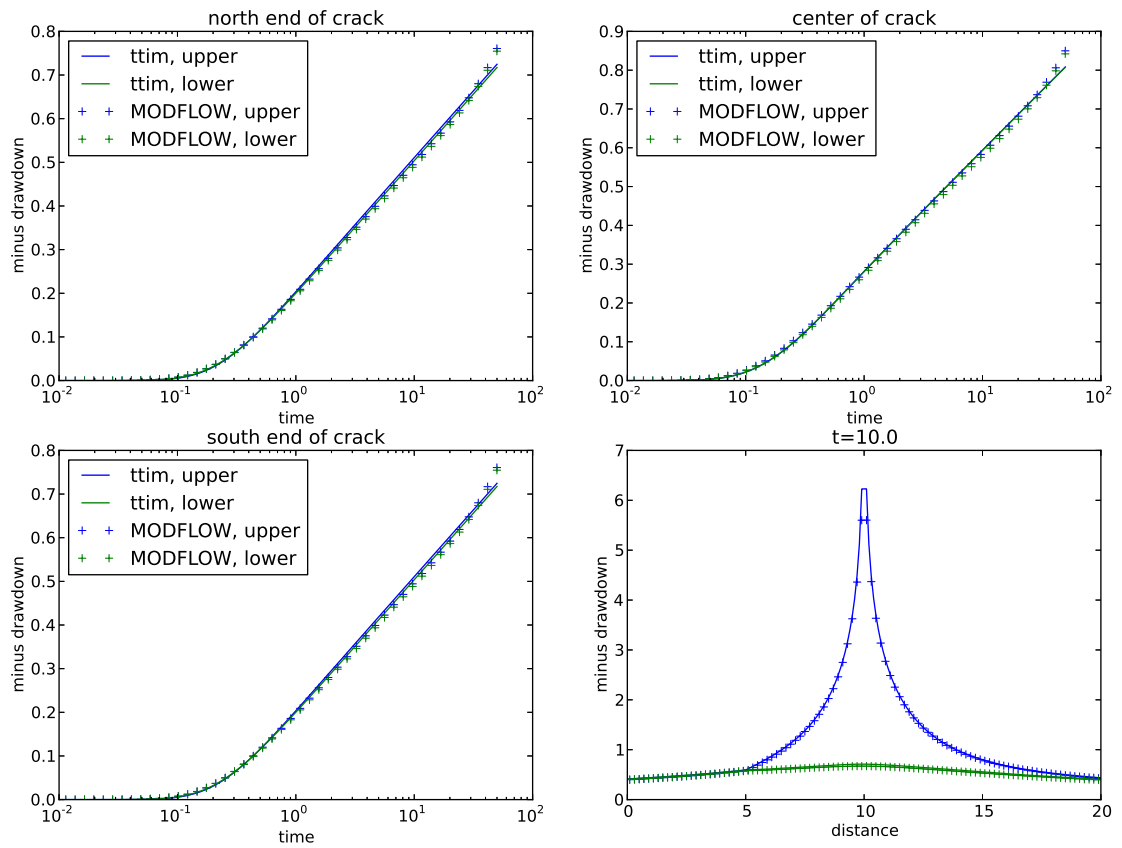 north end of crack
0.8
0.7
0.6
0.5
0.4
0.3
0.2
0.1
0.0
minus drawdown
ttim, upper
ttim, lower
MODFLOW, upper
MODFLOW, lower
10^-2 10^-1 10^0 10^1 10^2
time
center of crack
0.9
0.8
0.7
0.6
0.5
0.4
0.3
0.2
0.1
0.0
minus drawdown
ttim, upper
ttim, lower
MODFLOW, upper
MODFLOW, lower
10^-2 10^-1 10^0 10^1 10^2
time
south end of crack
0.8
0.7
0.6
0.5
0.4
0.3
0.2
0.1
0.0
minus drawdown
ttim, upper
ttim, lower
MODFLOW, upper
MODFLOW, lower
10^-2 10^-1 10^0 10^1 10^2
time
t=10.0
7
6
5
4
3
2
1
0
minus drawdown
0 5 10 15 20
distance